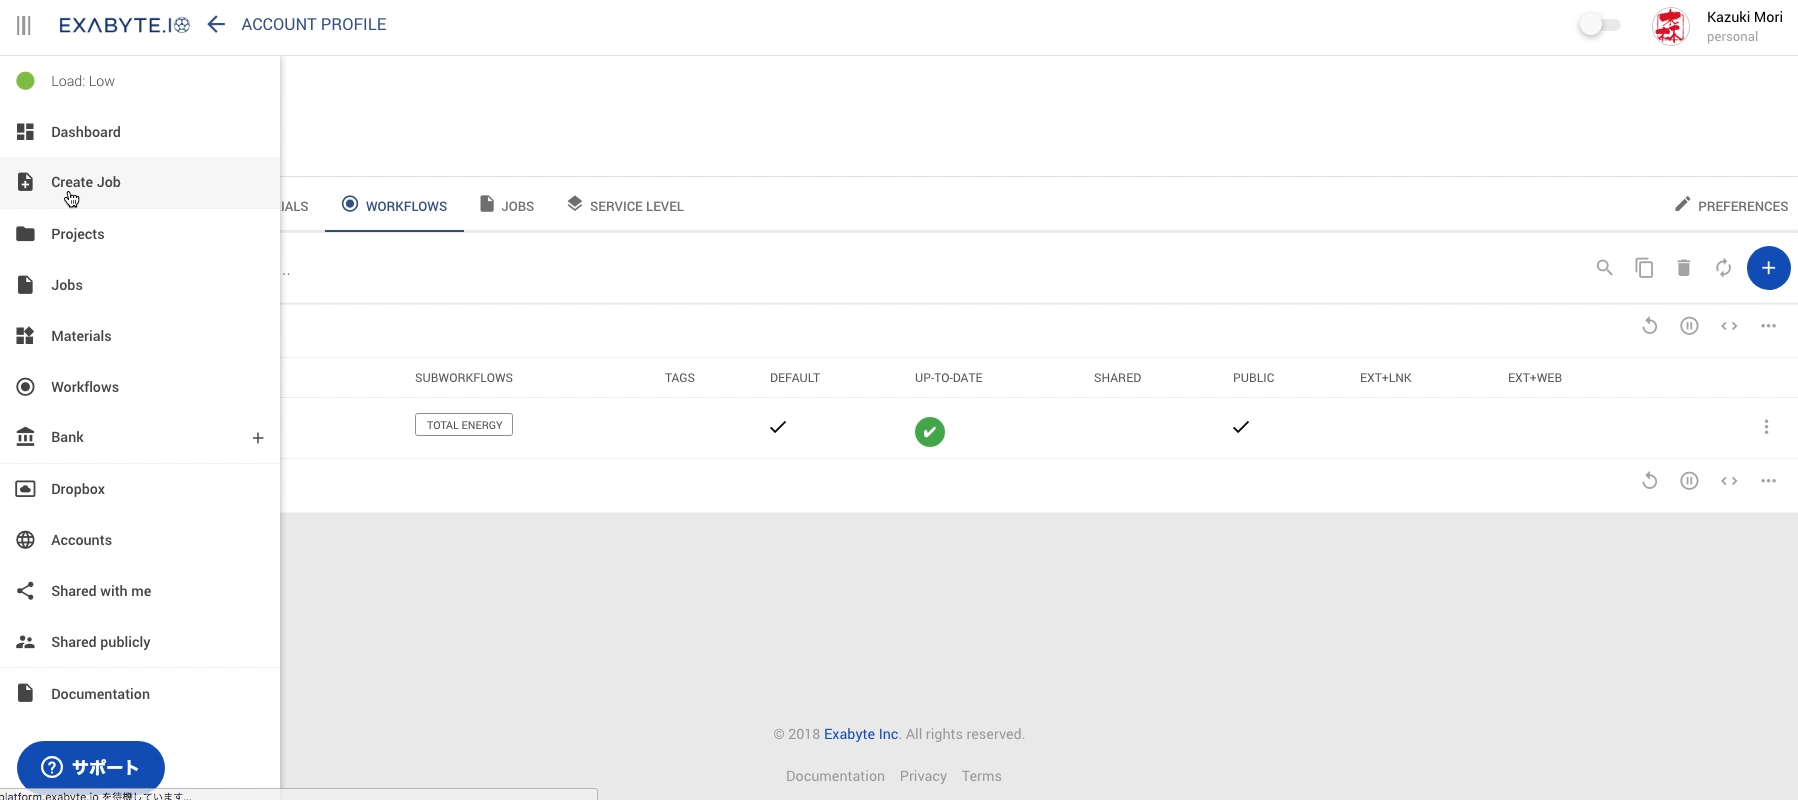 EXABYTE.IO
ACCOUNT PROFILE
Kazuki Mori
personal
Load: Low
Dashboard
Create Job
Projects
Jobs
Materials
Workflows
Bank
Dropbox
Accounts
Shared with me
Shared publicly
Documentation
サポート
platform.exabyte.io を待機しています...
IALS
WORKFLOWS
JOBS
SERVICE LEVEL
PREFERENCES
..
SUBWORKFLOWS
TAGS
DEFAULT
UP-TO-DATE
SHARED
PUBLIC
EXT+LNK
EXT+WEB
TOTAL ENERGY
© 2018 Exabyte Inc. All rights reserved.
Documentation Privacy Terms